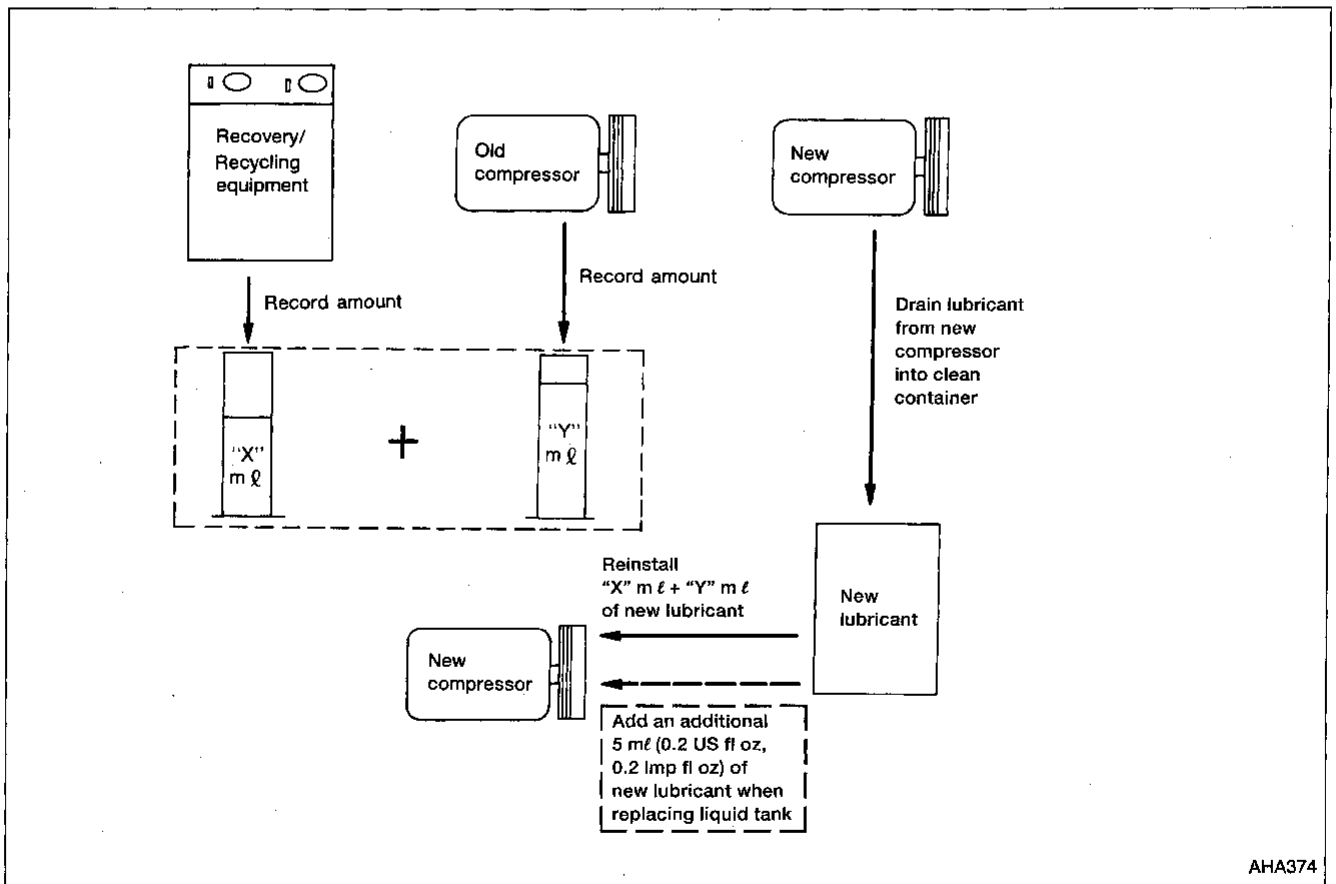 Recovery/
Recycling
equipment
Old
compressor
New
compressor
Record amount
Record amount
Drain lubricant
from new
compressor
into clean
container
"X"
m ℓ
+
"Y"
m ℓ
Reinstall
"X" m ℓ + "Y" m ℓ
of new lubricant
New
lubricant
New
compressor
Add an additional
5 mℓ (0.2 US fl oz,
0.2 Imp fl oz) of
new lubricant when
replacing liquid tank
AHA374